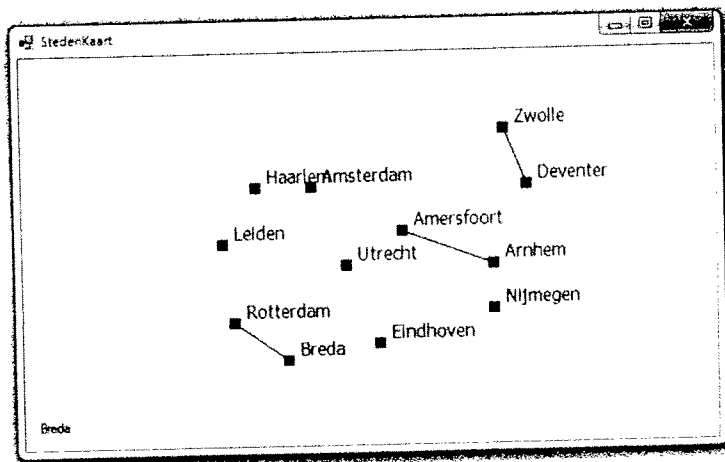 StedenKaart
Zwolle
Deventer
Haarlem
Amsterdam
Amersfoort
Leiden
Utrecht
Arnhem
Nijmegen
Rotterdam
Eindhoven
Breda
Breda